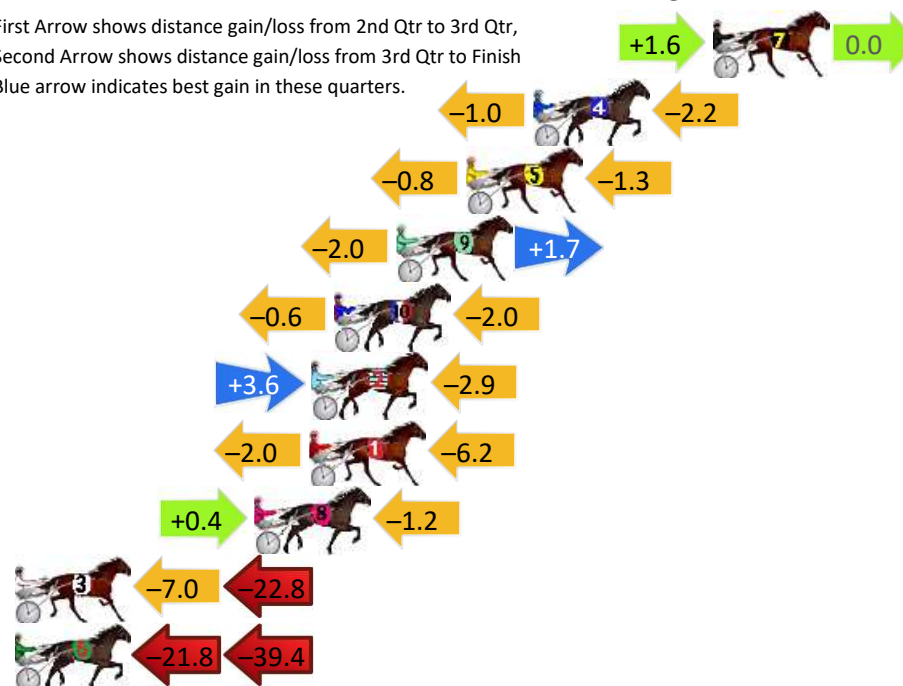 First Arrow shows distance gain/loss from 2nd Qtr to 3rd Qtr,
Second Arrow shows distance gain/loss from 3rd Qtr to Finish
Blue arrow indicates best gain in these quarters.
+1.6 7 0.0
−1.0 4 −2.2
−0.8 5 −1.3
−2.0 9 +1.7
−0.6 10 −2.0
+3.6 2 −2.9
−2.0 1 −6.2
+0.4 8 −1.2
3 −7.0 −22.8
6 −21.8 −39.4